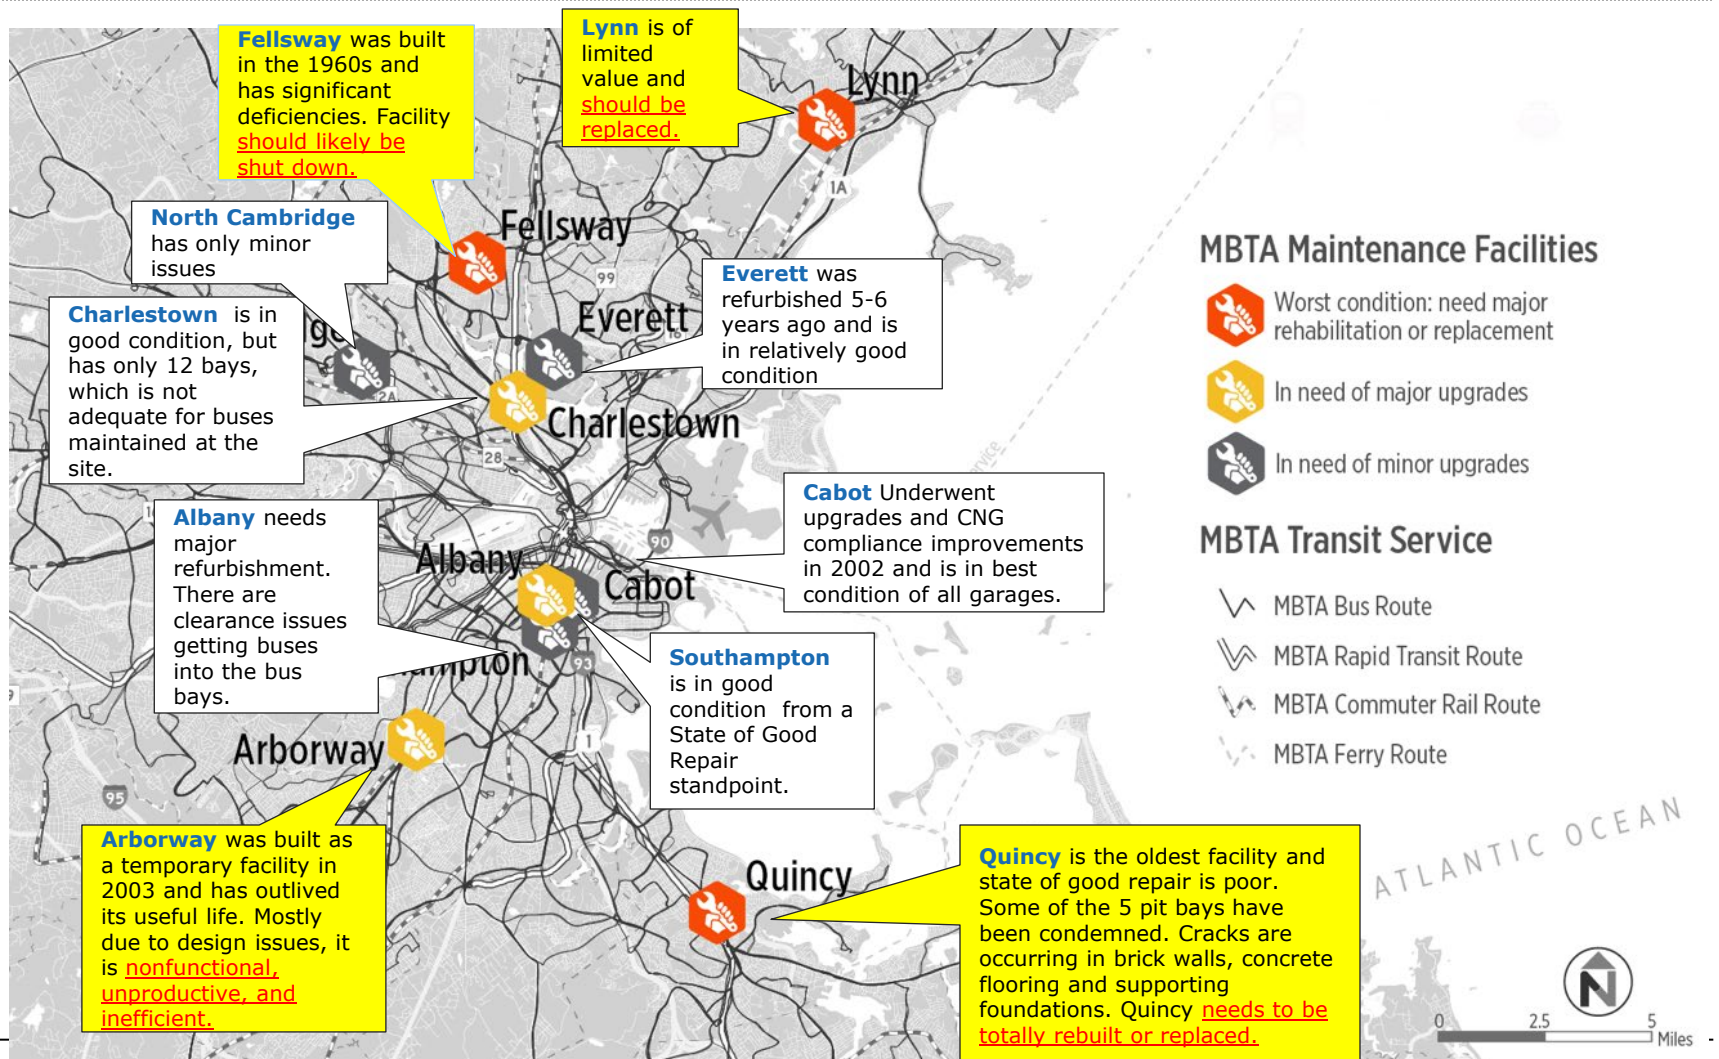 Fellsway was built
in the 1960s and
has significant
deficiencies. Facility
should likely be
shut down.
Lynn is of
limited
value and
should be
replaced.
Lynn
1A
North Cambridge
has only minor
issues
Fellsway
99
Everett was
refurbished 5-6
years ago and is
in relatively good
condition
Everett
16
Charlestown is in
good condition, but
has only 12 bays,
which is not
adequate for buses
maintained at the
site.
2A
Charlestown
28
MBTA Maintenance Facilities
Worst condition: need major
rehabilitation or replacement
In need of major upgrades
In need of minor upgrades
MBTA Transit Service
MBTA Bus Route
MBTA Rapid Transit Route
MBTA Commuter Rail Route
MBTA Ferry Route
Cabot Underwent
upgrades and CNG
compliance improvements
in 2002 and is in best
condition of all garages.
Albany needs
major
refurbishment.
There are
clearance issues
getting buses
into the bus
bays.
90
Albany
Cabot
93
Southampton
is in good
condition from a
State of Good
Repair
standpoint.
1
Arborway
95
Arborway was built as
a temporary facility in
2003 and has outlived
its useful life. Mostly
due to design issues, it
is nonfunctional,
unproductive, and
inefficient.
Quincy
Quincy is the oldest facility and
state of good repair is poor.
Some of the 5 pit bays have
been condemned. Cracks are
occurring in brick walls, concrete
flooring and supporting
foundations. Quincy needs to be
totally rebuilt or replaced.
ATLANTIC OCEAN
N
0 2.5 5
Miles